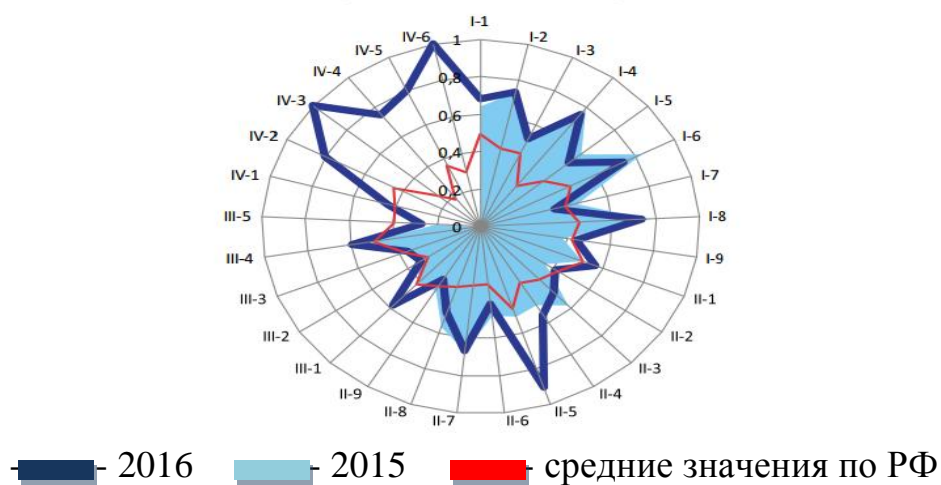 I-1
I-2
I-3
I-4
I-5
I-6
I-7
I-8
I-9
II-1
II-2
II-3
II-4
II-5
II-6
II-7
II-8
II-9
III-1
III-2
III-3
III-4
III-5
IV-1
IV-2
IV-3
IV-4
IV-5
IV-6
1
0,8
0,6
0,4
0,2
0
- 2016 - 2015 - средние значения по РФ